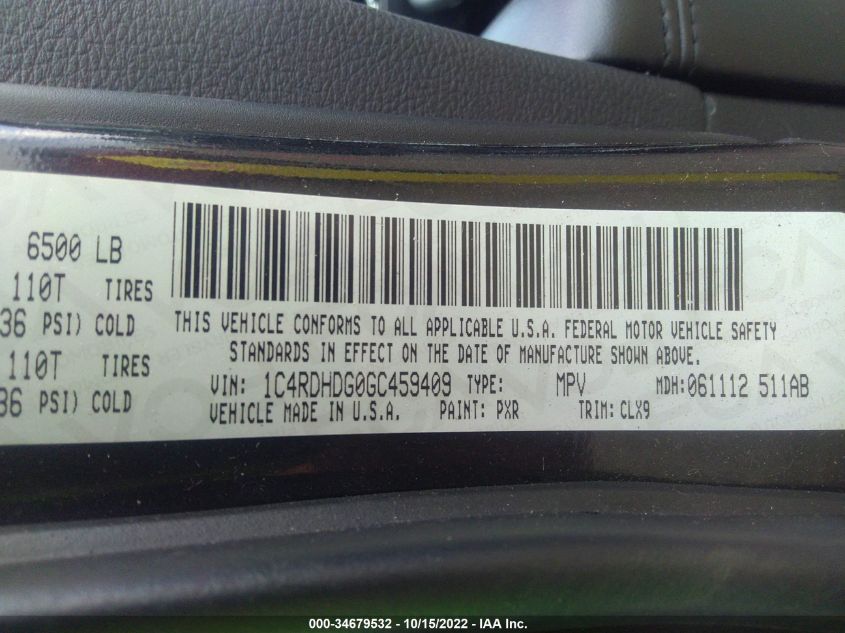 6500 LB
110T TIRES
36 PSI) COLD
110T TIRES
36 PSI) COLD
THIS VEHICLE CONFORMS TO ALL APPLICABLE U.S.A. FEDERAL MOTOR VEHICLE SAFETY
STANDARDS IN EFFECT ON THE DATE OF MANUFACTURE SHOWN ABOVE.
VIN: 1C4RDHDG0GC459409 TYPE: MPV MDH:061112 511AB
VEHICLE MADE IN U.S.A. PAINT: PXR TRIM: CLX9
000-34679532 - 10/15/2022 - IAA Inc.